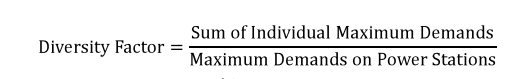 Diversity Factor = Sum of Individual Maximum Demands
Maximum Demands on Power Stations